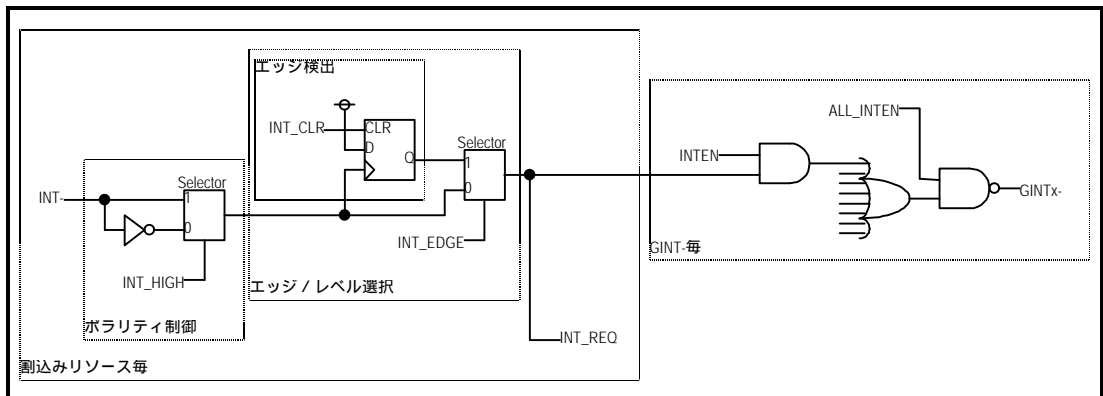 エッジ検出
ALL_INTEN
INT_CLR
CLR
D
Q
Selector
1
0
INTEN
Selector
INT-
1
0
GINTx-
INT_EDGE
GINT-毎
INT_HIGH
エッジ / レベル選択
ポラリティ制御
INT_REQ
割込みリソース毎